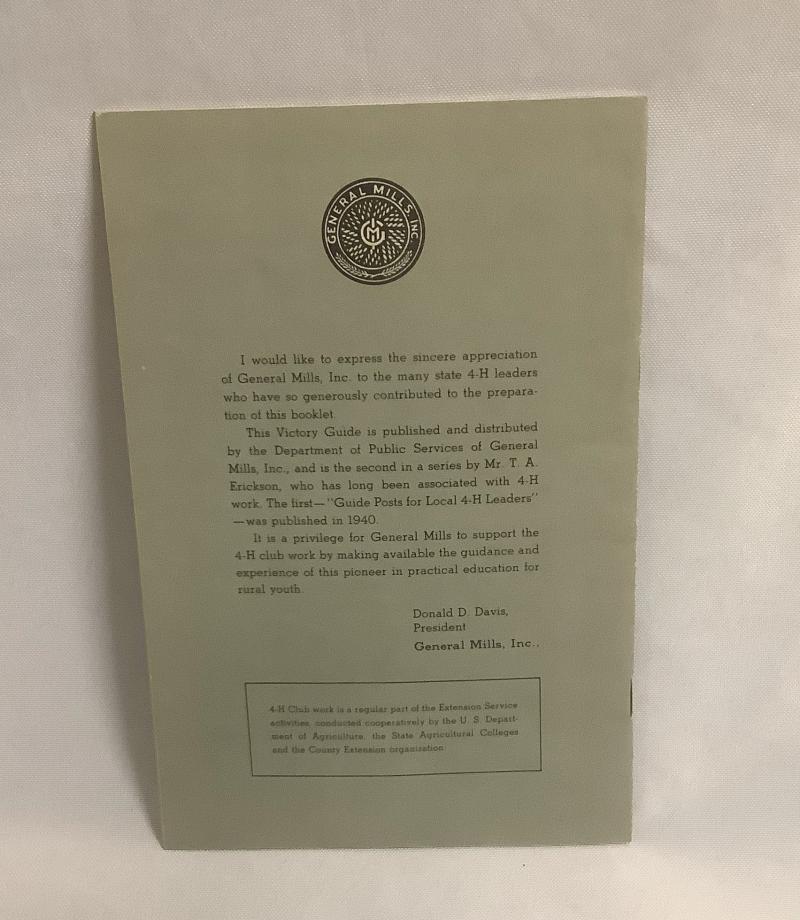 GENERAL MILLS, INC.
GM
I would like to express the sincere appreciation
of General Mills, Inc. to the many state 4-H leaders
who have so generously contributed to the prepara-
tion of this booklet.
This Victory Guide is published and distributed
by the Department of Public Services of General
Mills, Inc., and is the second in a series by Mr. T. A.
Erickson, who has long been associated with 4-H
work. The first—"Guide Posts for Local 4-H Leaders"
—was published in 1940.
It is a privilege for General Mills to support the
4-H club work by making available the guidance and
experience of this pioneer in practical education for
rural youth.
Donald D. Davis,
President
General Mills, Inc.,
4-H Club work is a regular part of the Extension Service
activities, conducted cooperatively by the U. S. Depart-
ment of Agriculture, the State Agricultural Colleges
and the County Extension organization.